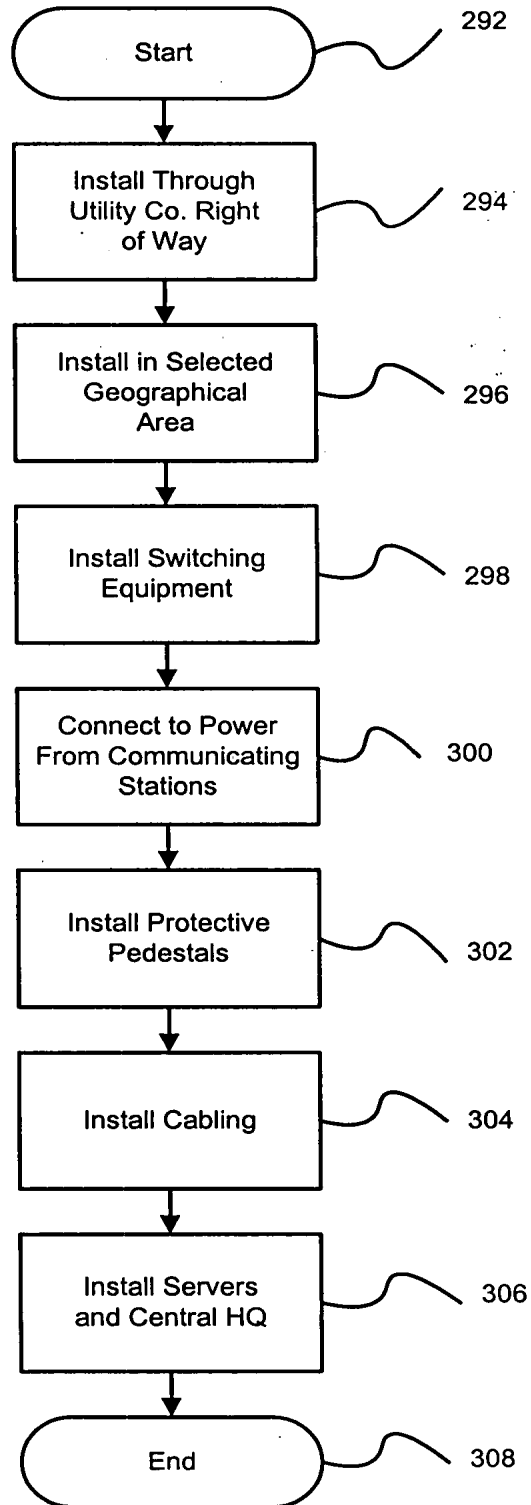 292
Start
Install Through
Utility Co. Right
of Way
294
Install in Selected
Geographical
Area
296
Install Switching
Equipment
298
Connect to Power
From Communicating
Stations
300
Install Protective
Pedestals
302
Install Cabling
304
Install Servers
and Central HQ
306
End
308